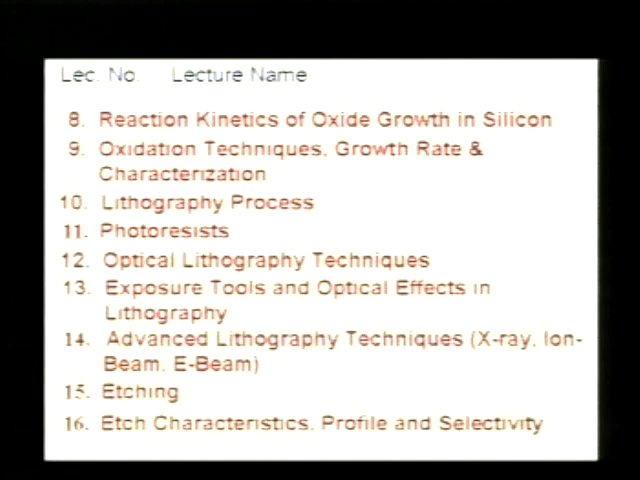 Lec. No. Lecture Name
8. Reaction Kinetics of Oxide Growth in Silicon
9. Oxidation Techniques, Growth Rate &
Characterization
10. Lithography Process
11. Photoresists
12. Optical Lithography Techniques
13. Exposure Tools and Optical Effects in
Lithography
14. Advanced Lithography Techniques (X-ray, Ion-
Beam, E-Beam)
15. Etching
16. Etch Characteristics, Profile and Selectivity